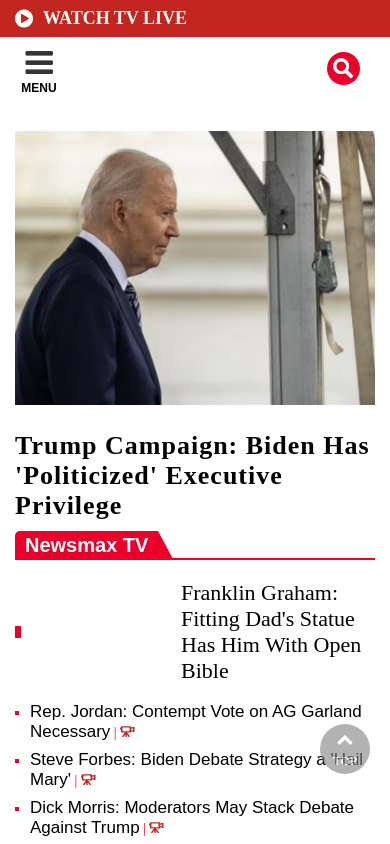 WATCH TV LIVE
MENU
Trump Campaign: Biden Has
'Politicized' Executive
Privilege
Newsmax TV
Franklin Graham:
Fitting Dad's Statue
Has Him With Open
Bible
Rep. Jordan: Contempt Vote on AG Garland
Necessary |
Steve Forbes: Biden Debate Strategy a 'Hail
Mary' |
Dick Morris: Moderators May Stack Debate
Against Trump |